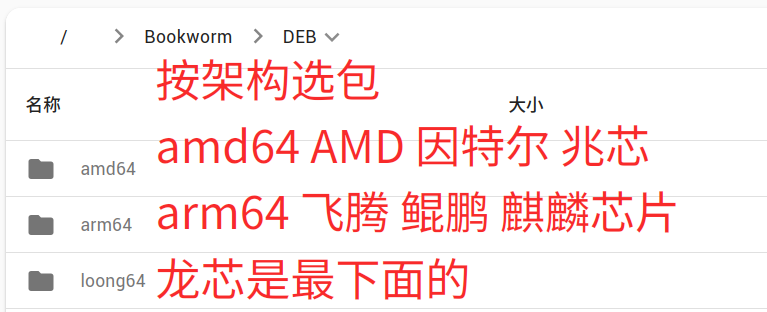 / > Bookworm > DEB
按架构选包
名称 大小
amd64 AMD 因特尔 兆芯
amd64
arm64 飞腾 鲲鹏 麒麟芯片
arm64
龙芯是最下面的
loong64